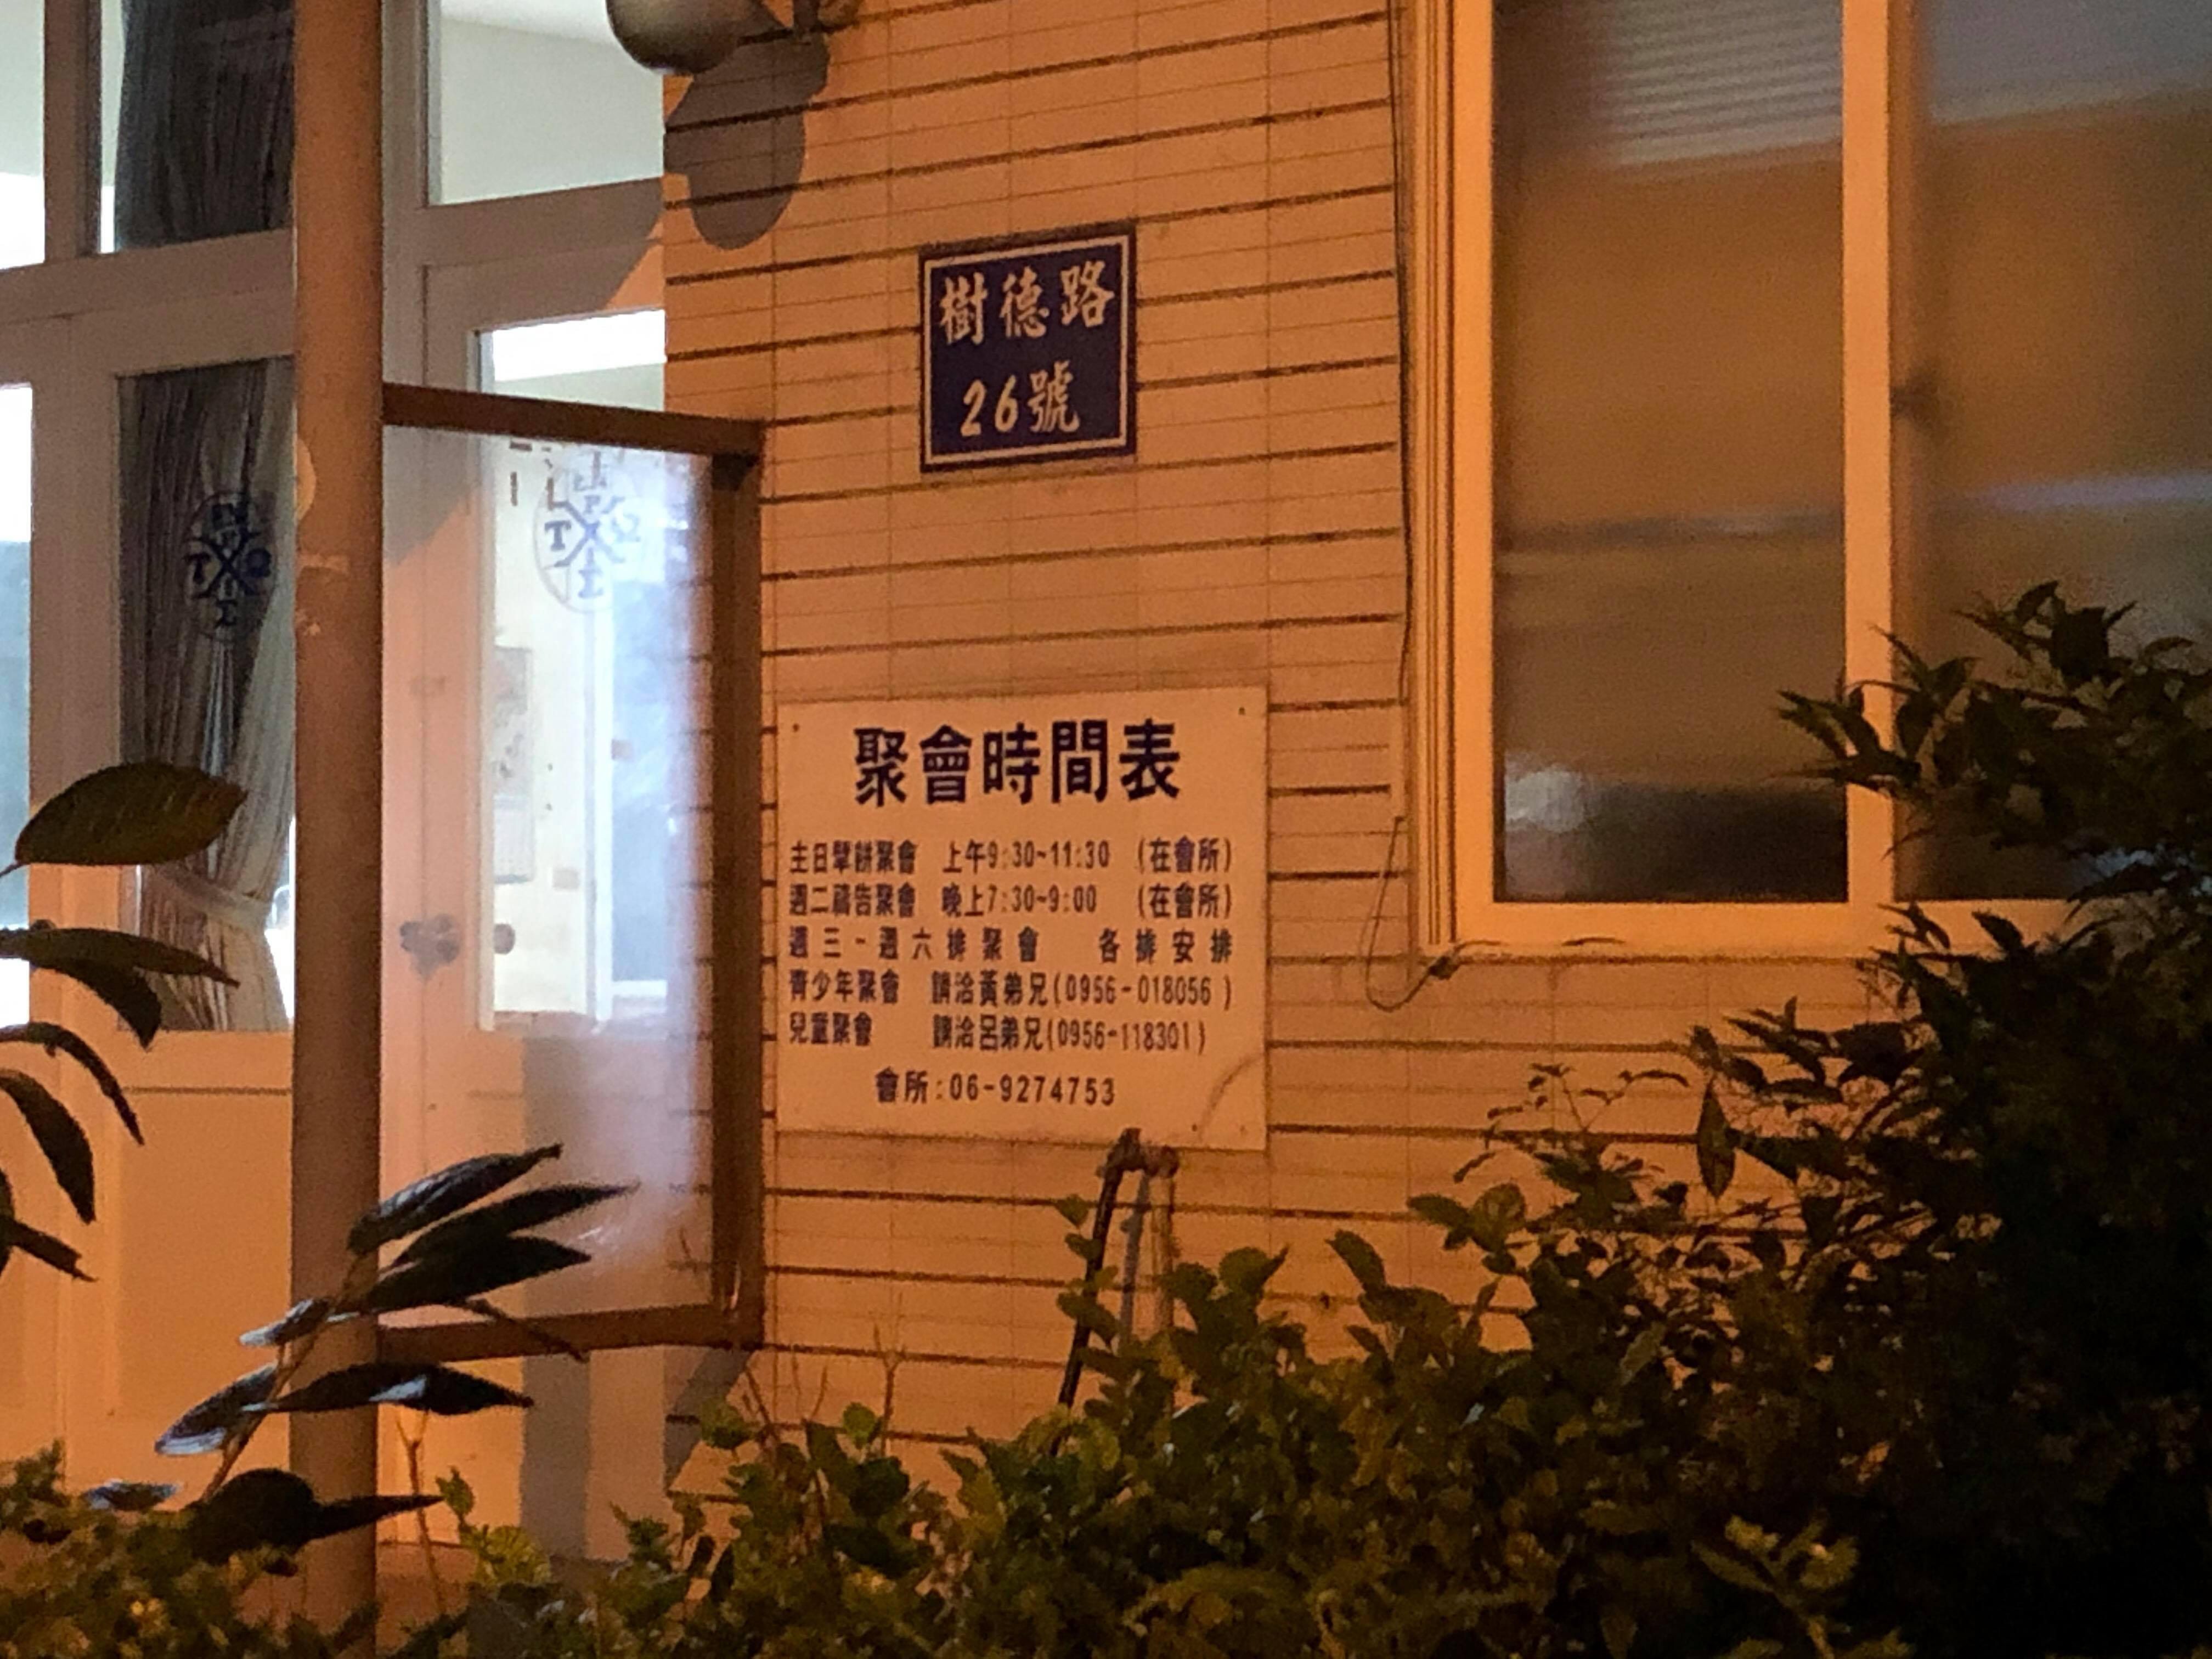 樹德路
26號
聚會時間表
主日擘餅聚會 上午9:30~11:30 (在會所)
週二禱告聚會 晚上7:30~9:00 (在會所)
週三-週六排聚會 各排安排
青少年聚會 請洽黃弟兄(0956-018056)
兒童聚會 請洽呂弟兄(0956-118301)
會所:06-9274753